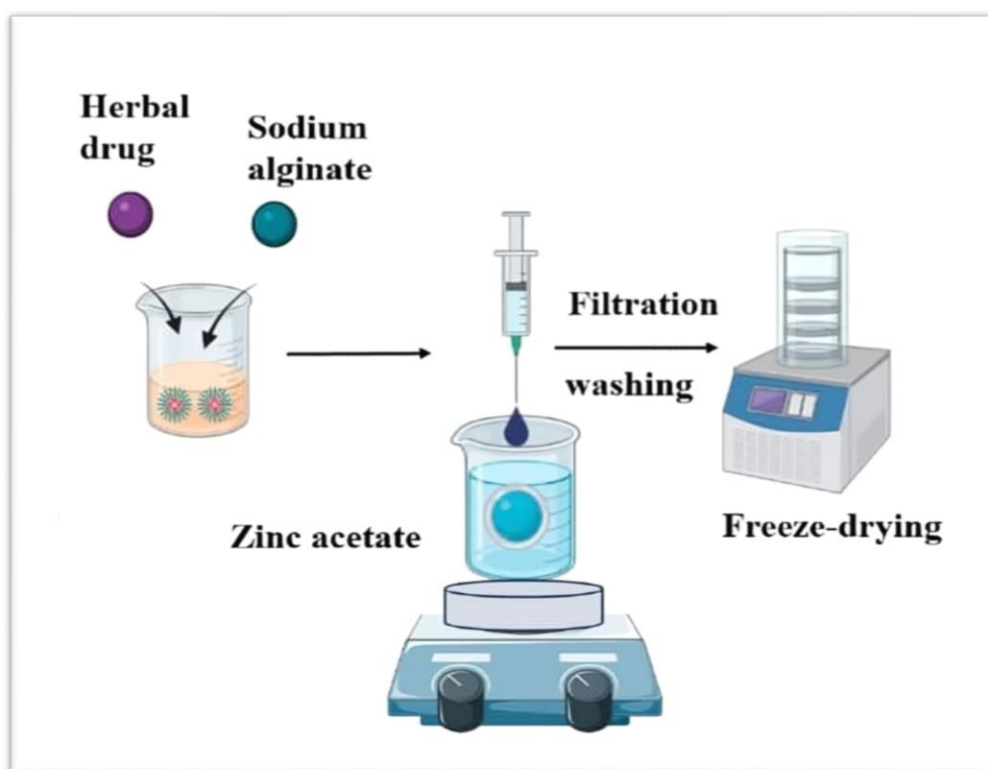 Herbal
drug
Sodium
alginate
Filtration
washing
Zinc acetate
Freeze-drying